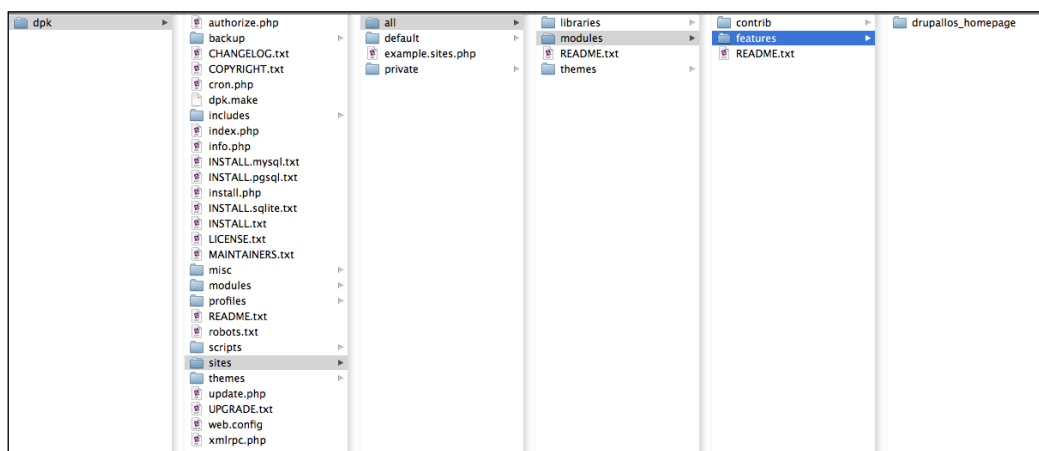 dpk
authorize.php
backup
CHANGELOG.txt
COPYRIGHT.txt
cron.php
dpk.make
includes
index.php
info.php
INSTALL.mysql.txt
INSTALL.pgsql.txt
install.php
INSTALL.sqlite.txt
INSTALL.txt
LICENSE.txt
MAINTAINERS.txt
misc
modules
profiles
README.txt
robots.txt
scripts
sites
themes
update.php
UPGRADE.txt
web.config
xmlrpc.php
all
default
example.sites.php
private
libraries
modules
README.txt
themes
contrib
features
README.txt
drupallos_homepage